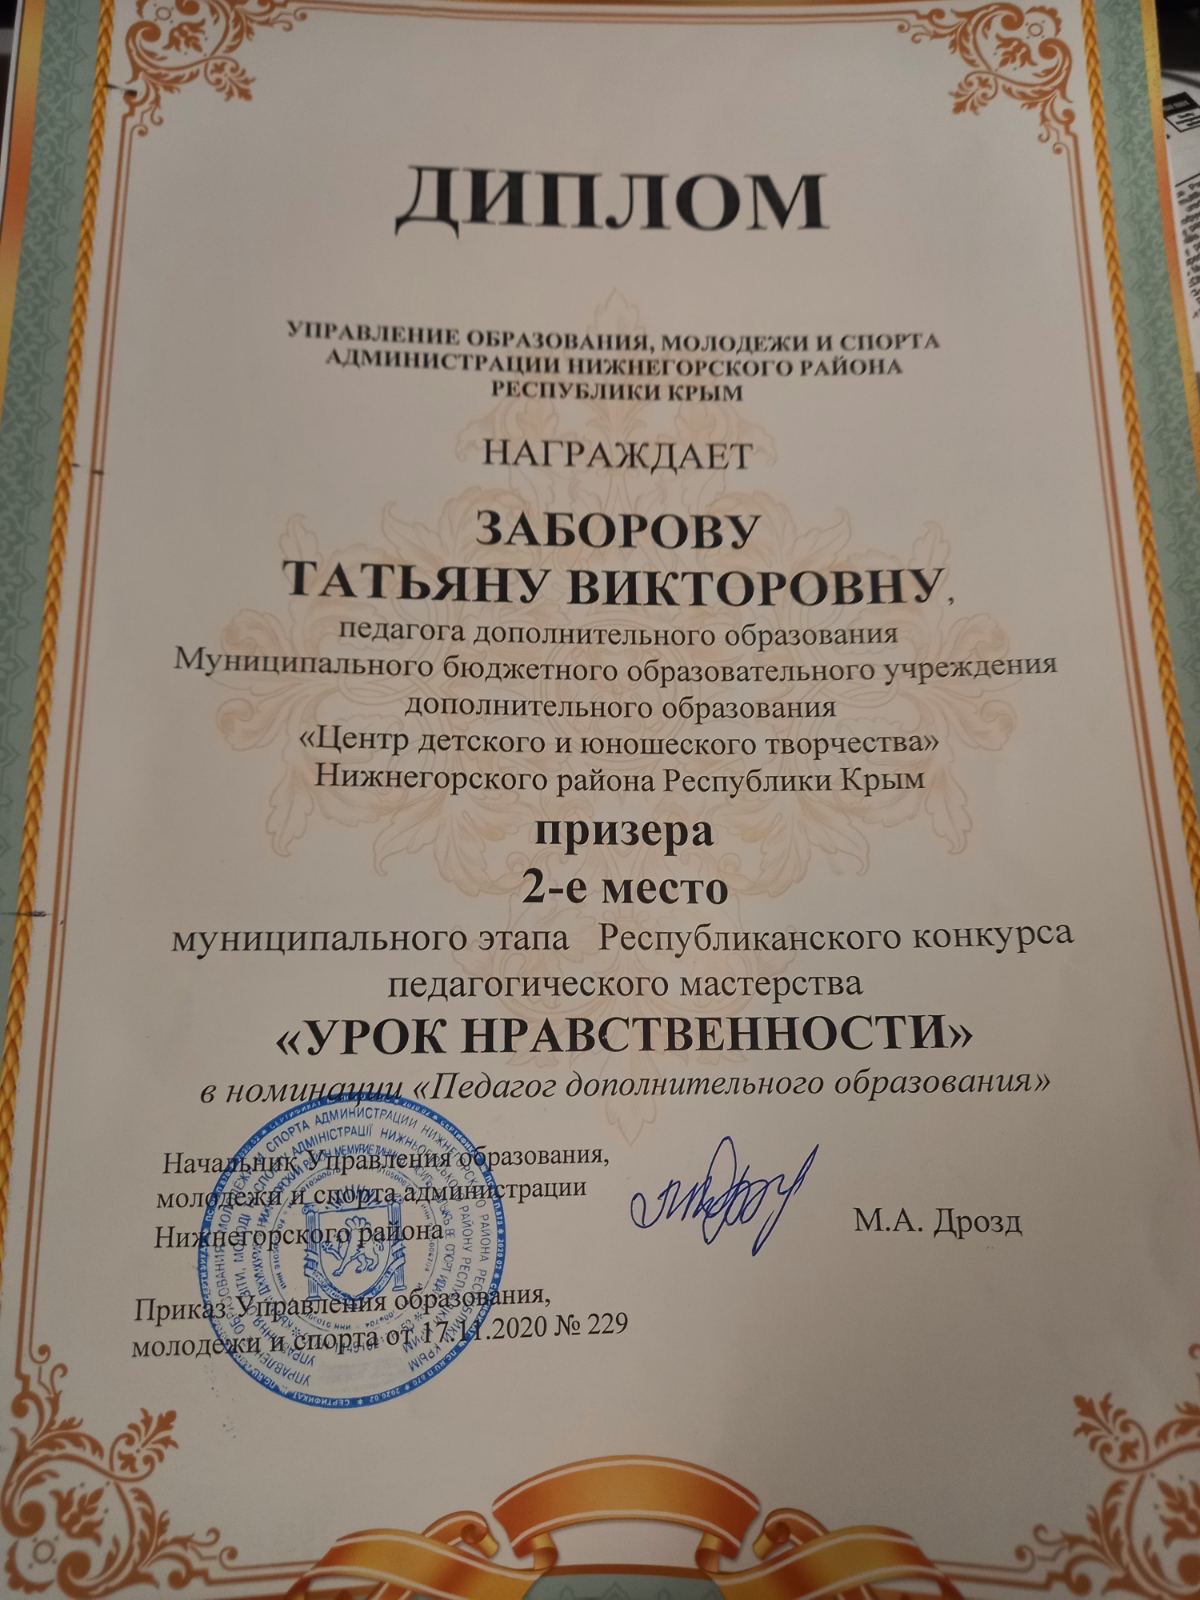 ДИПЛОМ
УПРАВЛЕНИЕ ОБРАЗОВАНИЯ, МОЛОДЕЖИ И СПОРТА
АДМИНИСТРАЦИИ НИЖНЕГОРСКОГО РАЙОНА
РЕСПУБЛИКИ КРЫМ
НАГРАЖДАЕТ
ЗАБОРОВУ
ТАТЬЯНУ ВИКТОРОВНУ,
педагога дополнительного образования
Муниципального бюджетного образовательного учреждения
дополнительного образования
«Центр детского и юношеского творчества»
Нижнегорского района Республики Крым
призера
2-е место
муниципального этапа Республиканского конкурса
педагогического мастерства
«УРОК НРАВСТВЕННОСТИ»
в номинации «Педагог дополнительного образования»
Начальник Управления образования,
молодежи и спорта администрации
Нижнегорского района
М.А. Дрозд
Приказ Управления образования,
молодежи и спорта от 17.11.2020 № 229